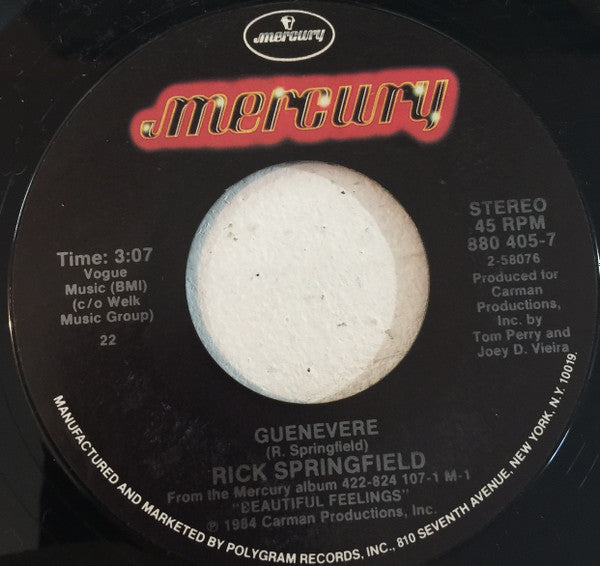 mercury
mercury
STEREO
45 RPM
880 405-7
2-58076
Produced for
Carman
Productions,
Inc. by
Tom Perry and
Joey D. Vieira
Time: 3:07
Vogue
Music (BMI)
(c/o Welk
Music Group)
22
GUENEVERE
(R. Springfield)
RICK SPRINGFIELD
From the Mercury album 422-824 107-1 M-1
"BEAUTIFUL FEELINGS"
℗ 1984 Carman Productions, Inc.
MANUFACTURED AND MARKETED BY POLYGRAM RECORDS, INC., 810 SEVENTH AVENUE, NEW YORK, N.Y. 10019.